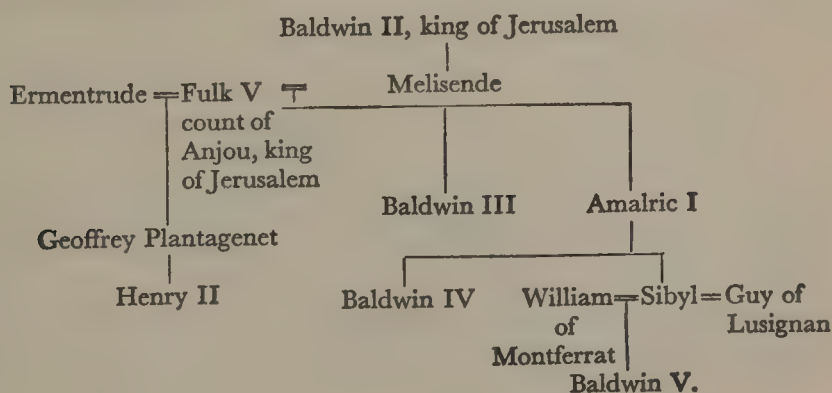 Baldwin II, king of Jerusalem
Melisende
Ermentrude = Fulk V =
count of
Anjou, king
of Jerusalem
Baldwin III
Amalric I
Geoffrey Plantagenet
Henry II
Baldwin IV
William = Sibyl = Guy of
of
Lusignan
Montferrat
Baldwin V.